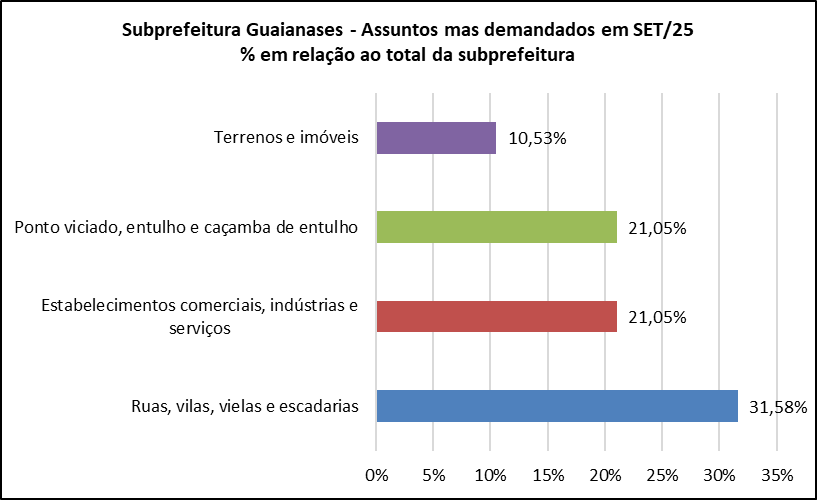 Subprefeitura Guaianases - Assuntos mas demandados em SET/25
% em relação ao total da subprefeitura
Terrenos e imóveis
10,53%
Ponto viciado, entulho e caçamba de entulho
21,05%
Estabelecimentos comerciais, indústrias e
serviços
21,05%
Ruas, vilas, vielas e escadarias
31,58%
0% 5% 10% 15% 20% 25% 30% 35%